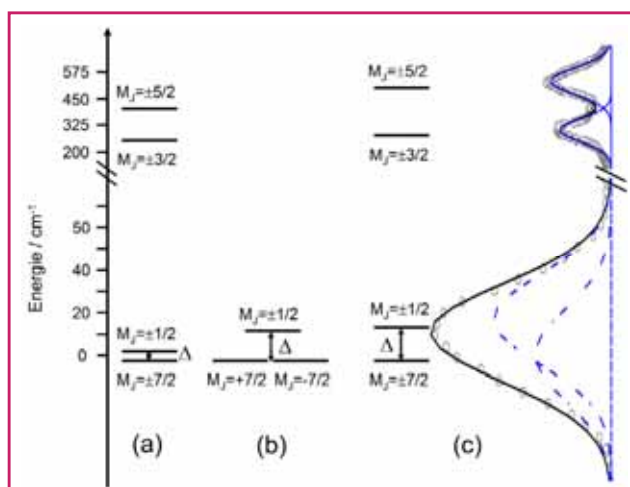 Energie / cm⁻¹
575
450
325
200
50
20
10
0
M_J=±5/2
M_J=±3/2
M_J=±1/2
Δ
M_J=±7/2
(a)
M_J=±1/2
Δ
M_J=+7/2 M_J=-7/2
(b)
M_J=±5/2
M_J=±3/2
M_J=±1/2
Δ
M_J=±7/2
(c)